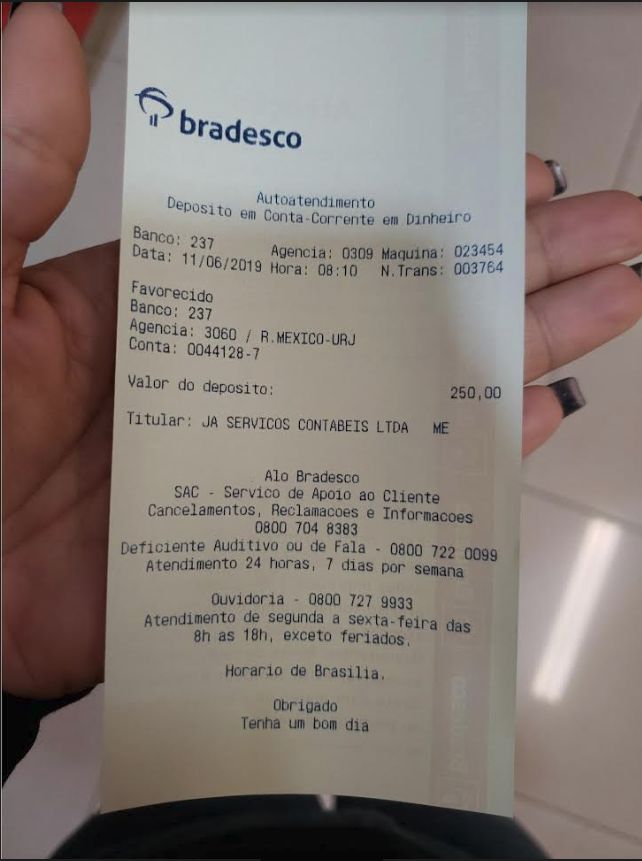 bradesco
Autoatendimento
Deposito em Conta-Corrente em Dinheiro
Banco: 237 Agencia: 0309 Maquina: 023454
Data: 11/06/2019 Hora: 08:10 N.Trans: 003764
Favorecido
Banco: 237
Agencia: 3060 / R.MEXICO-URJ
Conta: 0044128-7
Valor do deposito: 250,00
Titular: JA SERVICOS CONTABEIS LTDA ME
Alo Bradesco
SAC - Servico de Apoio ao Cliente
Cancelamentos, Reclamacoes e Informacoes
0800 704 8383
Deficiente Auditivo ou de Fala - 0800 722 0099
Atendimento 24 horas, 7 dias por semana
Ouvidoria - 0800 727 9933
Atendimento de segunda a sexta-feira das
8h as 18h, exceto feriados.
Horario de Brasilia.
Obrigado
Tenha um bom dia